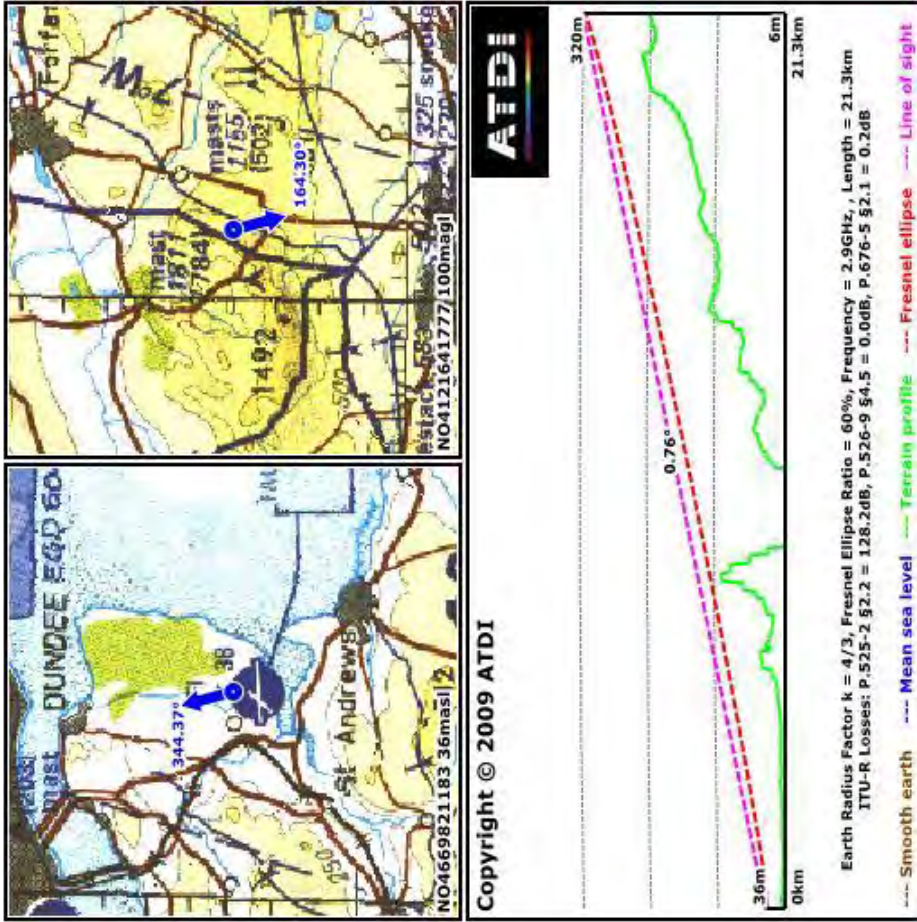 DUNDEE EGD
mast
344.37°
38
St Andrews
NO4669821183 36masl
Forfar
masts
1155
(502)
mast
1811
(784)
1492
164.30°
325 smoke
NO4121641777/100magl
Copyright © 2009 ATDI
ATDI
320m
0.76°
36m
6m
0km
21.3km
Earth Radius Factor k = 4/3, Fresnel Ellipse Ratio = 60%, Frequency = 2.9GHz, , Length = 21.3km
ITU-R Losses: P.525-2 §2.2 = 128.2dB, P.526-9 §4.5 = 0.0dB, P.676-5 §2.1 = 0.2dB
--- Smooth earth --- Mean sea level --- Terrain profile --- Fresnel ellipse --- Line of sight